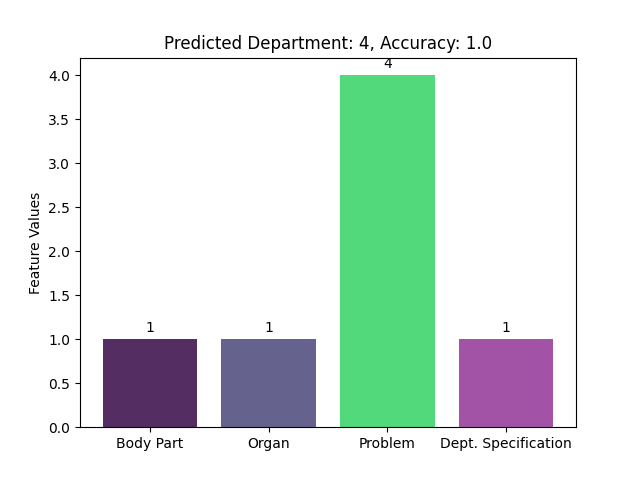 Predicted Department: 4, Accuracy: 1.0
4.0
3.5
3.0
2.5
2.0
1.5
1.0
0.5
0.0
Feature Values
1
1
4
1
Body Part
Organ
Problem
Dept. Specification